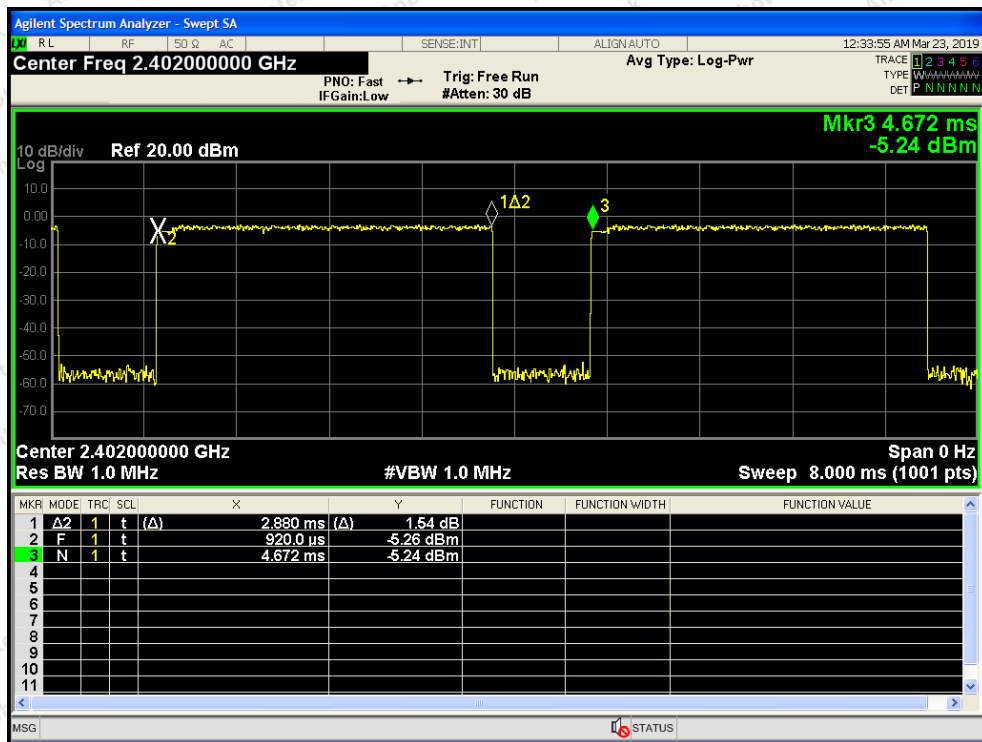 Agilent Spectrum Analyzer - Swept SA
LXI RL RF 50 Ω AC SENSE:INT ALIGNAUTO 12:33:55 AM Mar 23, 2019
Center Freq 2.402000000 GHz Avg Type: Log-Pwr TRACE 1 2 3 4 5 6
PNO: Fast Trig: Free Run TYPE WWWWWW
IFGain:Low #Atten: 30 dB DET P N N N N N
Mkr3 4.672 ms
10 dB/div Ref 20.00 dBm -5.24 dBm
Log
10.0
1Δ2
3
0.00
2
-10.0
-20.0
-30.0
-40.0
-50.0
-60.0
-70.0
Center 2.402000000 GHz Span 0 Hz
Res BW 1.0 MHz #VBW 1.0 MHz Sweep 8.000 ms (1001 pts)
MKR MODE TRC SCL X Y FUNCTION FUNCTION WIDTH FUNCTION VALUE
1 Δ2 1 t (Δ) 2.880 ms (Δ) 1.54 dB
2 F 1 t 920.0 µs -5.26 dBm
3 N 1 t 4.672 ms -5.24 dBm
4
5
6
7
8
9
10
11
MSG STATUS